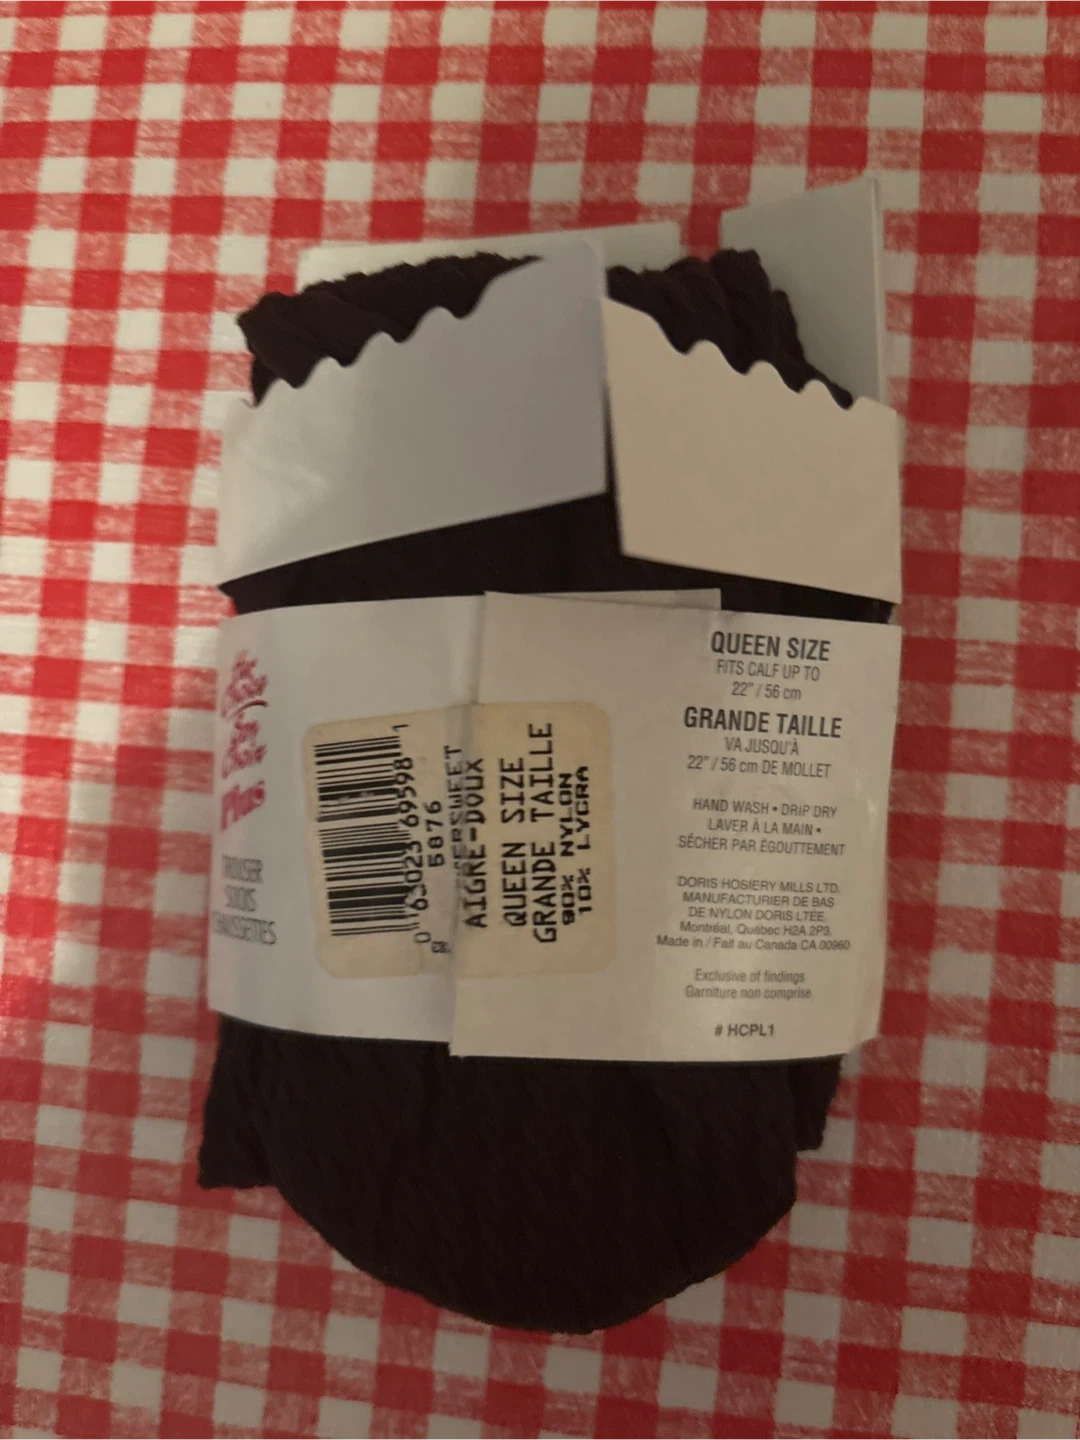 Plus
TROUSER
SOCKS
CHAUSSETTES
0 63023 69598 1
5876
AIGRE-DOUX
QUEEN SIZE
GRANDE TAILLE
90% NYLON
10% LYCRA
QUEEN SIZE
FITS CALF UP TO
22" / 56 cm
GRANDE TAILLE
VA JUSQU'À
22" / 56 cm DE MOLLET
HAND WASH • DRIP DRY
LAVER À LA MAIN •
SÉCHER PAR ÉGOUTTEMENT
DORIS HOSIERY MILLS LTD.
MANUFACTURIER DE BAS
DE NYLON DORIS LTÉE.
Montréal, Québec H2A 2P3.
Made in / Fait au Canada CA 00960
Exclusive of findings
Garniture non comprise
# HCPL1